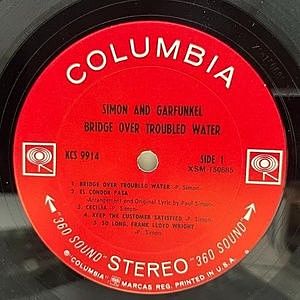 COLUMBIA
SIMON AND GARFUNKEL
BRIDGE OVER TROUBLED WATER
KCS 9914
SIDE 1
XSM-150885
1. BRIDGE OVER TROUBLED WATER -P. Simon-
2. EL CONDOR PASA
-Arrangement and Original Lyric by Paul Simon-
3. CECILIA -P. Simon-
4. KEEP THE CUSTOMER SATISFIED -P. Simon-
5. SO LONG, FRANK LLOYD WRIGHT
-P. Simon-
"360 SOUND" STEREO "360 SOUND"
® "COLUMBIA", MARCAS REG. PRINTED IN U.S.A.